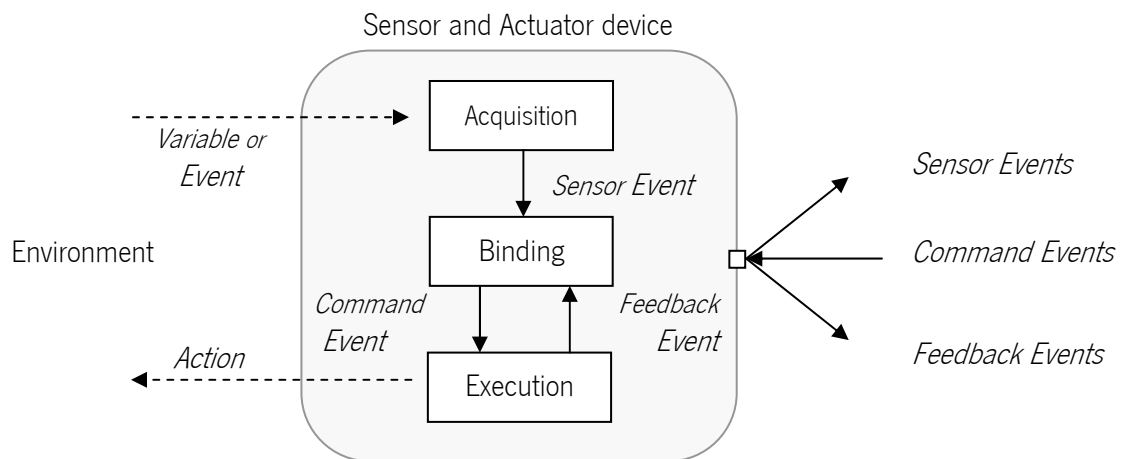 Sensor and Actuator device
Acquisition
Variable or
Event
Sensor Event
Sensor Events
Environment
Binding
Command Events
Command
Event
Feedback
Event
Action
Execution
Feedback Events